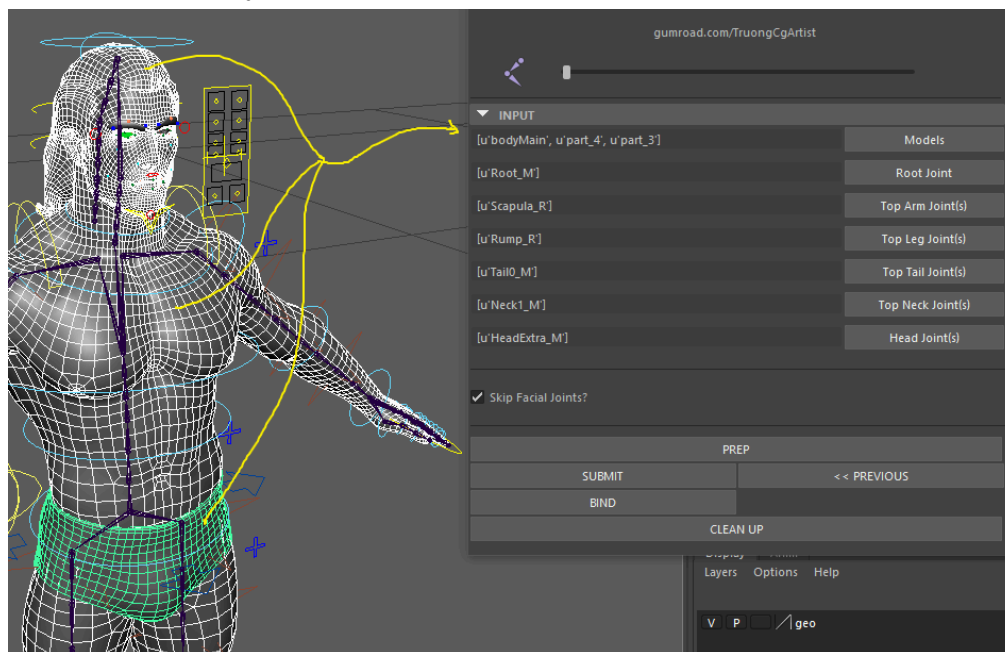 gumroad.com/TruongCgArtist
INPUT
[u'bodyMain', u'part_4', u'part_3'] Models
[u'Root_M'] Root Joint
[u'Scapula_R'] Top Arm Joint(s)
[u'Rump_R'] Top Leg Joint(s)
[u'Tail0_M'] Top Tail Joint(s)
[u'Neck1_M'] Top Neck Joint(s)
[u'HeadExtra_M'] Head Joint(s)
Skip Facial Joints?
PREP
SUBMIT << PREVIOUS
BIND
CLEAN UP
Layers Options Help
V P geo